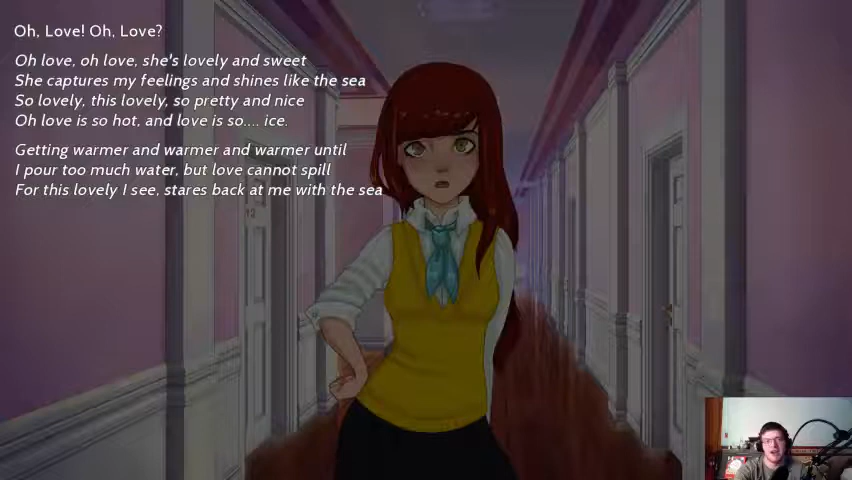 Oh, Love! Oh, Love?
Oh love, oh love, she's lovely and sweet
She captures my feelings and shines like the sea
So lovely, this lovely, so pretty and nice
Oh love is so hot, and love is so.... ice.
Getting warmer and warmer and warmer until
I pour too much water, but love cannot spill
For this lovely I see, stares back at me with the sea